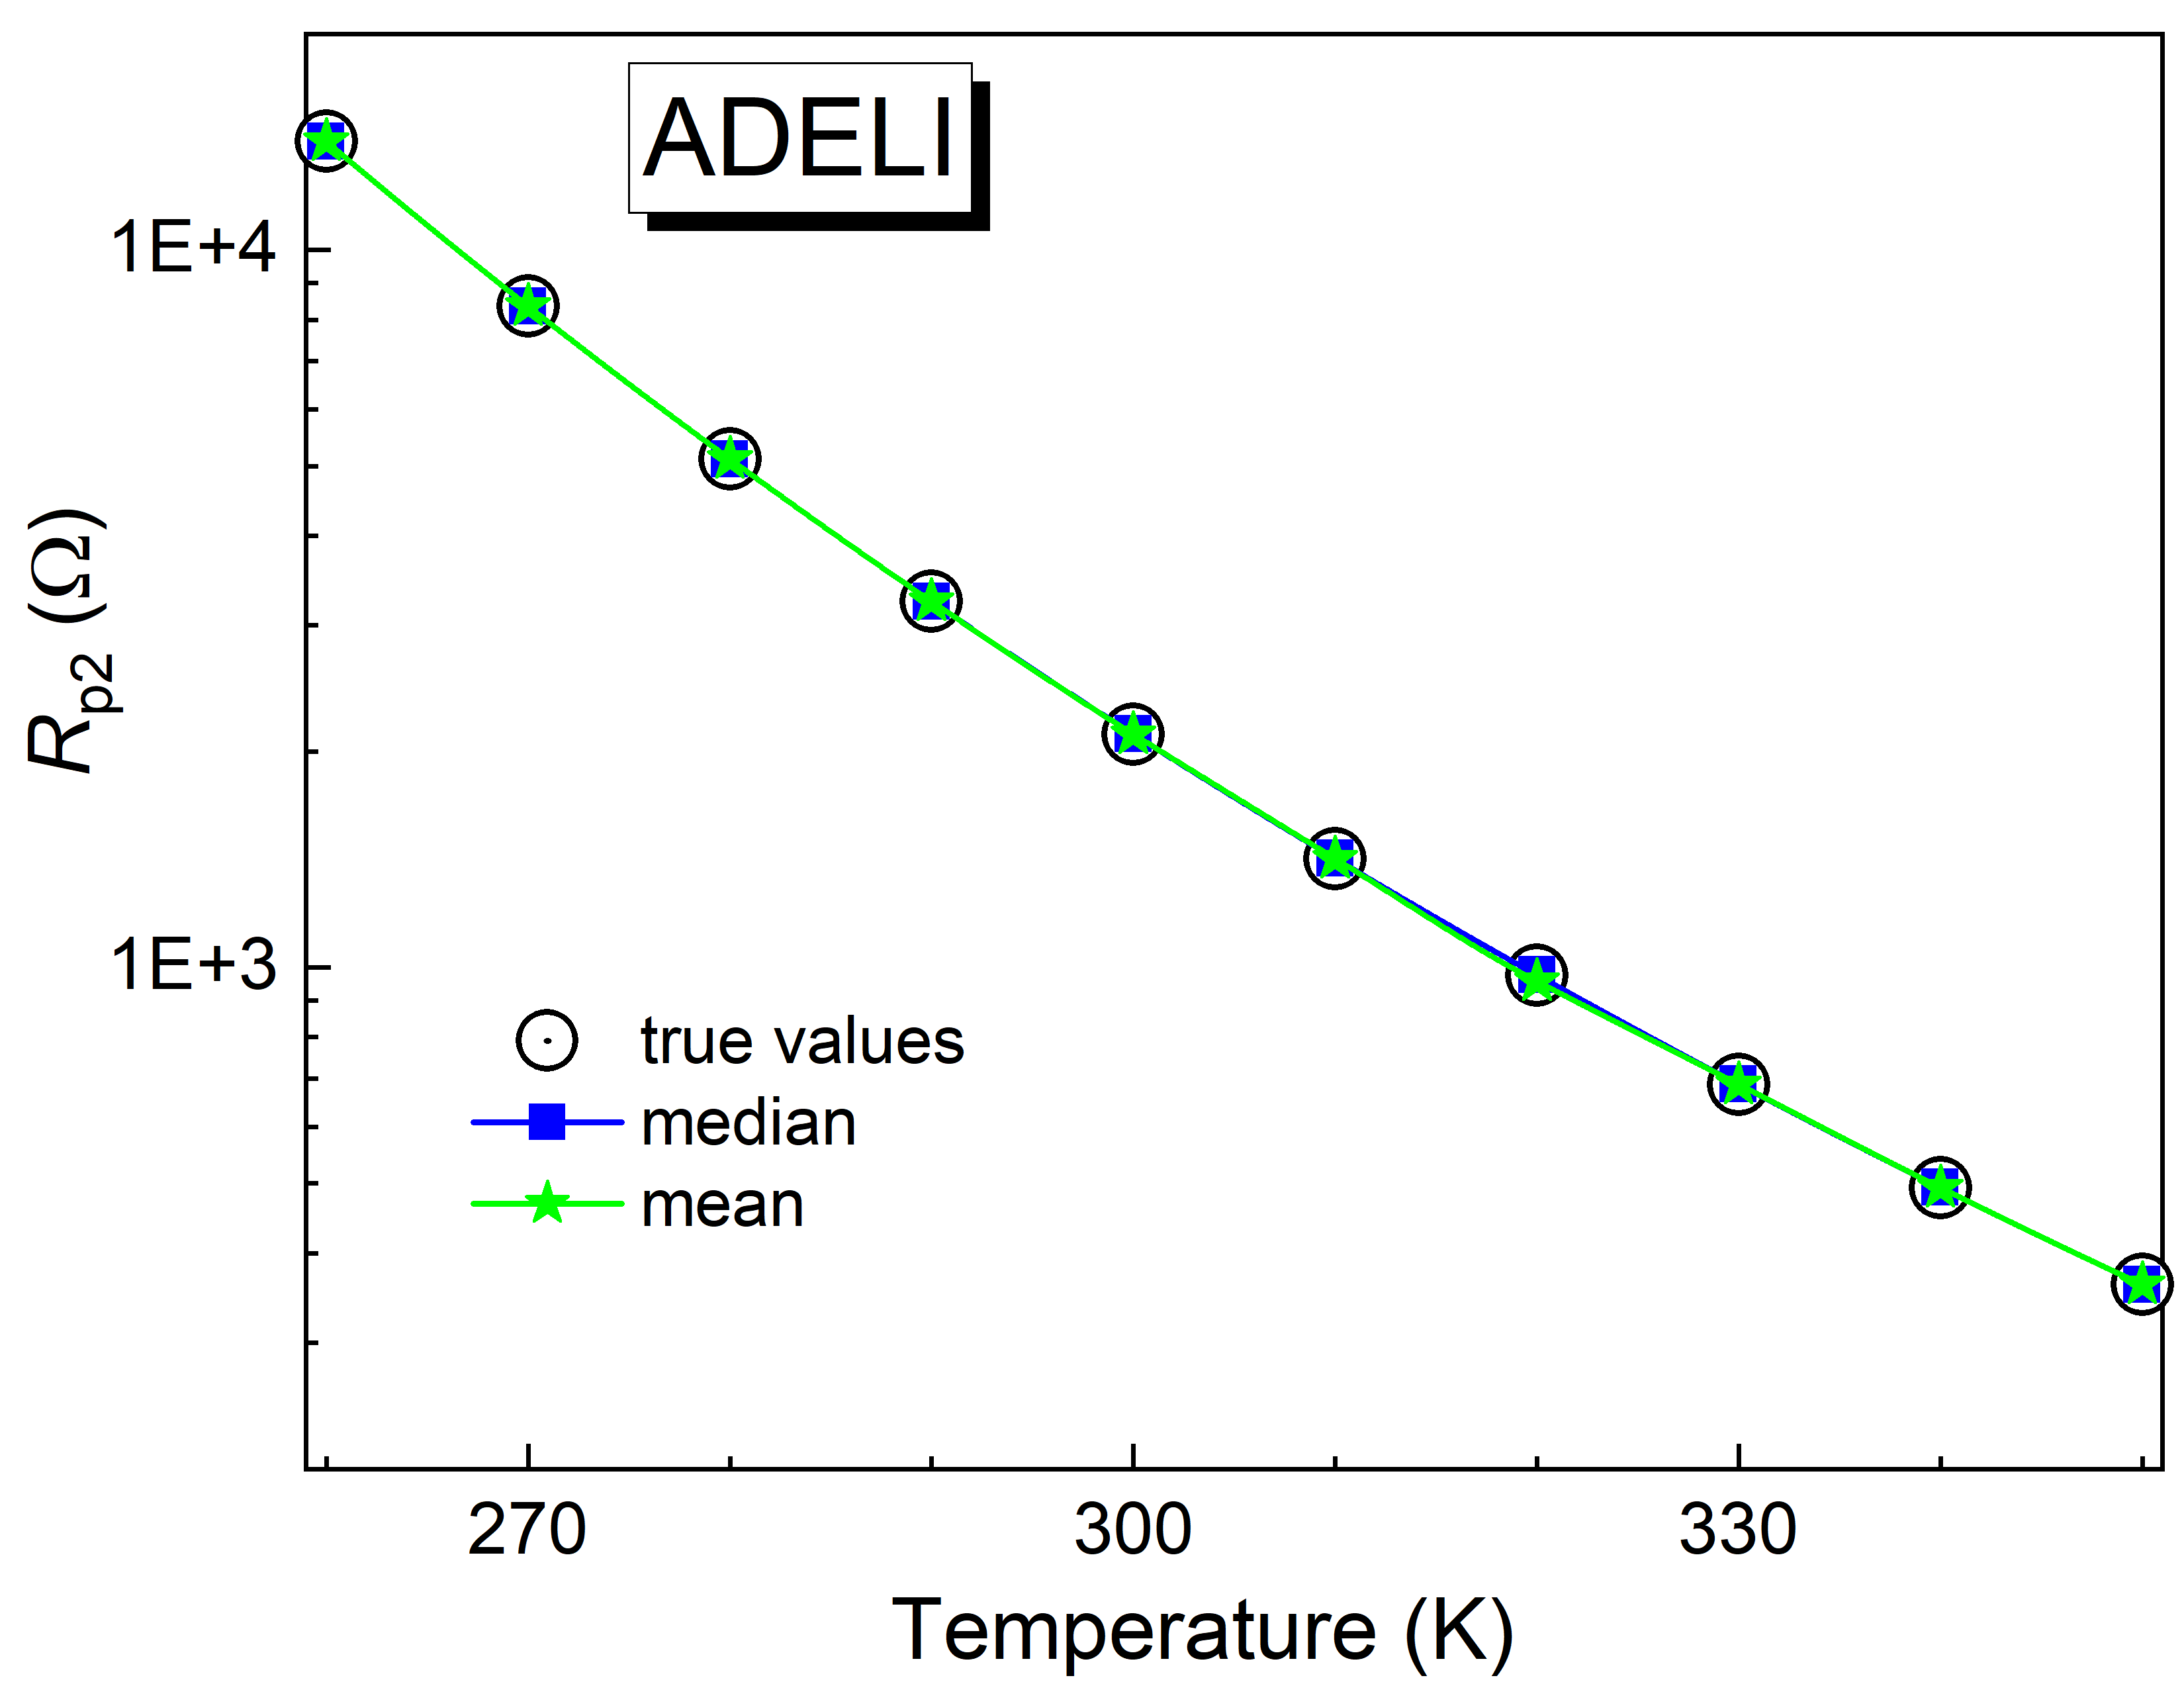 ADELI
1E+4
1E+3
Rp2 (Ω)
true values
median
mean
270 300 330
Temperature (K)